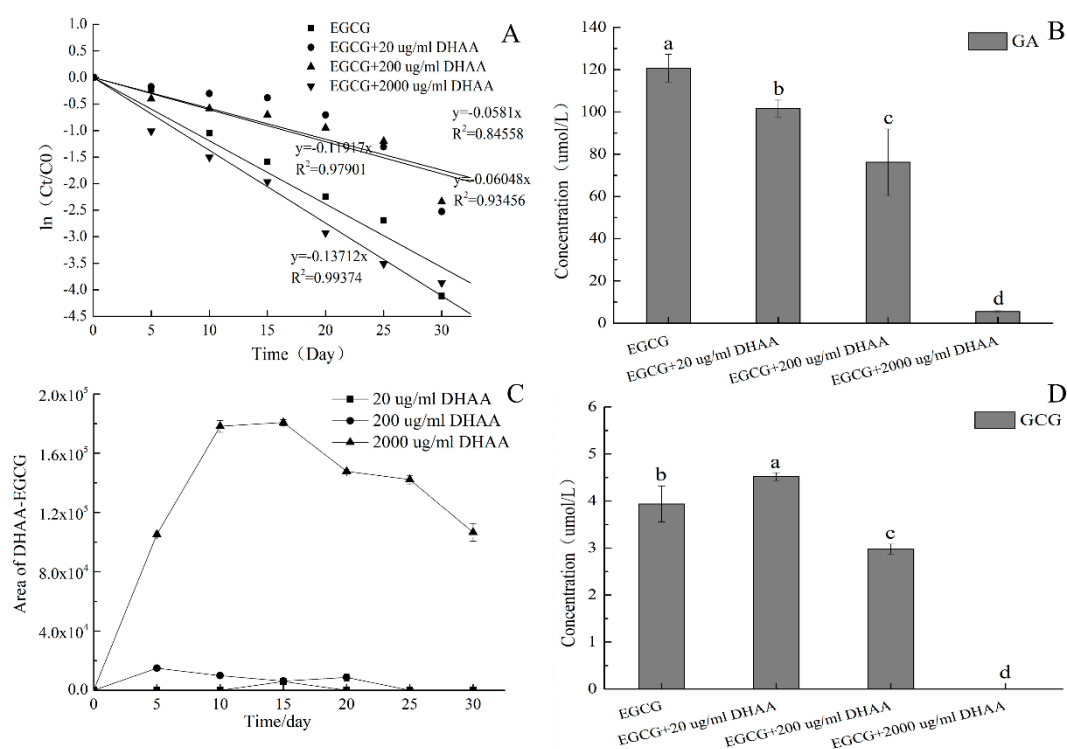 A
EGCG
EGCG+20 ug/ml DHAA
EGCG+200 ug/ml DHAA
EGCG+2000 ug/ml DHAA
1.0
0.5
0.0
-0.5
-1.0
-1.5
-2.0
-2.5
-3.0
-3.5
-4.0
-4.5
ln（Ct/C0）
y=-0.0581x
R²=0.84558
y=-0.11917x
R²=0.97901
y=-0.06048x
R²=0.93456
y=-0.13712x
R²=0.99374
0
5
10
15
20
25
30
Time（Day）
B
GA
140
120
100
80
60
40
20
0
Concentration（umol/L）
a
b
c
d
EGCG
EGCG+20 ug/ml DHAA
EGCG+200 ug/ml DHAA
EGCG+2000 ug/ml DHAA
C
20 ug/ml DHAA
200 ug/ml DHAA
2000 ug/ml DHAA
2.0x10⁵
1.6x10⁵
1.2x10⁵
8.0x10⁴
4.0x10⁴
0.0
Area of DHAA-EGCG
0
5
10
15
20
25
30
Time/day
D
GCG
6
5
4
3
2
1
0
Concentration（umol/L）
b
a
c
d
EGCG
EGCG+20 ug/ml DHAA
EGCG+200 ug/ml DHAA
EGCG+2000 ug/ml DHAA